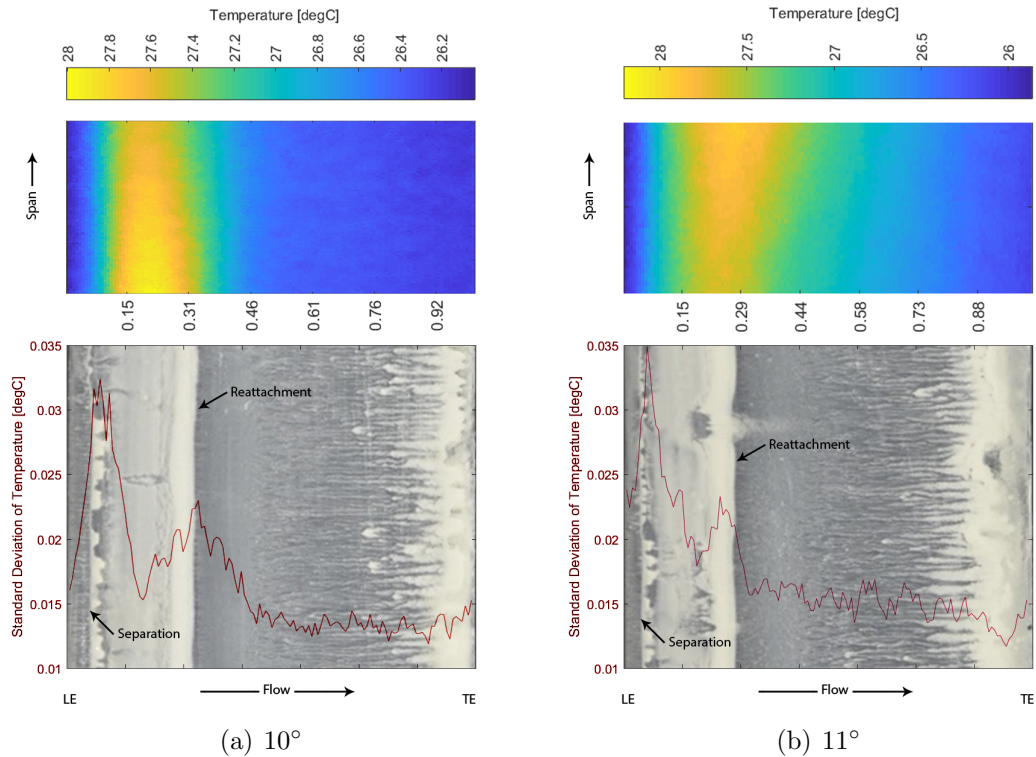 Temperature [degC]
28 27.8 27.6 27.4 27.2 27 26.8 26.6 26.4 26.2
Span
0.15 0.31 0.46 0.61 0.76 0.92
Standard Deviation of Temperature [degC]
0.035
0.03
0.025
0.02
0.015
0.01
Reattachment
Separation
LE
Flow
TE
(a) 10°
Temperature [degC]
28 27.5 27 26.5 26
Span
0.15 0.29 0.44 0.58 0.73 0.88
Standard Deviation of Temperature [degC]
0.035
0.03
0.025
0.02
0.015
0.01
Reattachment
Separation
LE
Flow
TE
(b) 11°